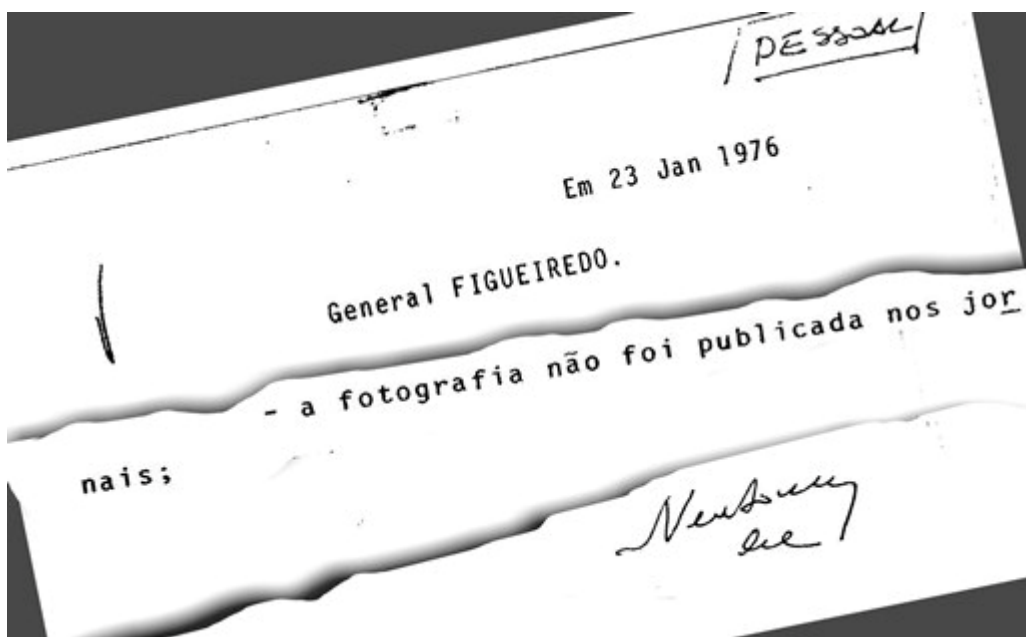 PESSOAL
Em 23 Jan 1976
General FIGUEIREDO.
- a fotografia não foi publicada nos jor
nais;